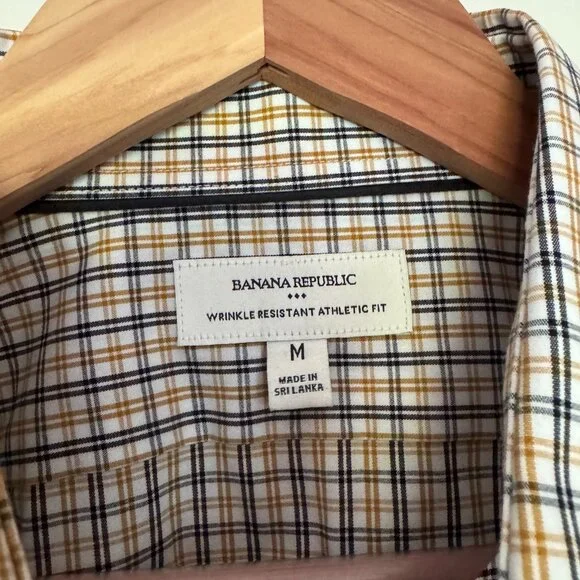 BANANA REPUBLIC
WRINKLE RESISTANT ATHLETIC FIT
M
MADE IN
SRI LANKA